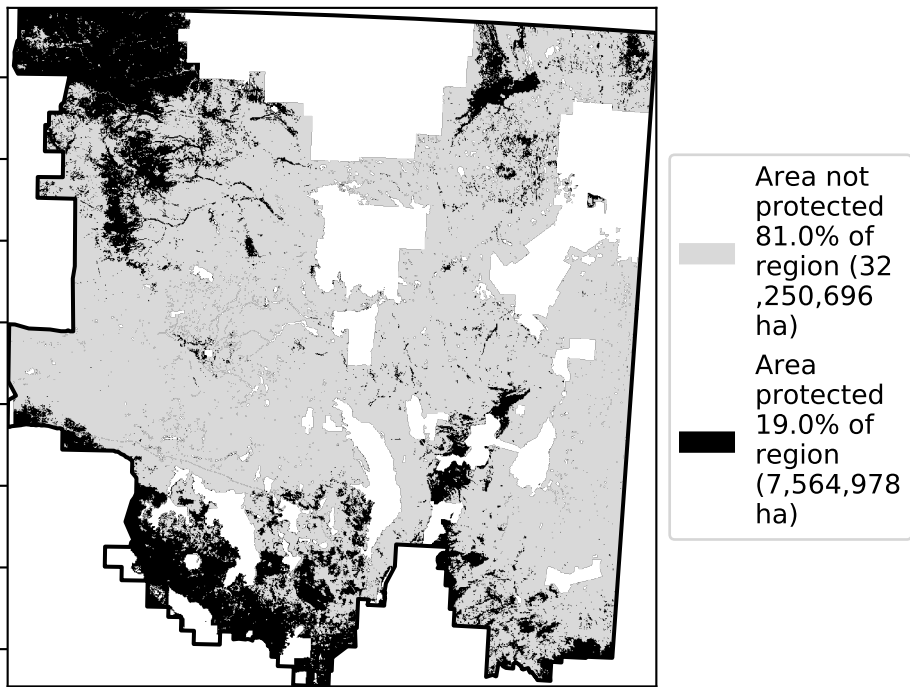 Area not
protected
81.0% of
region (32
,250,696
ha)
Area
protected
19.0% of
region
(7,564,978
ha)